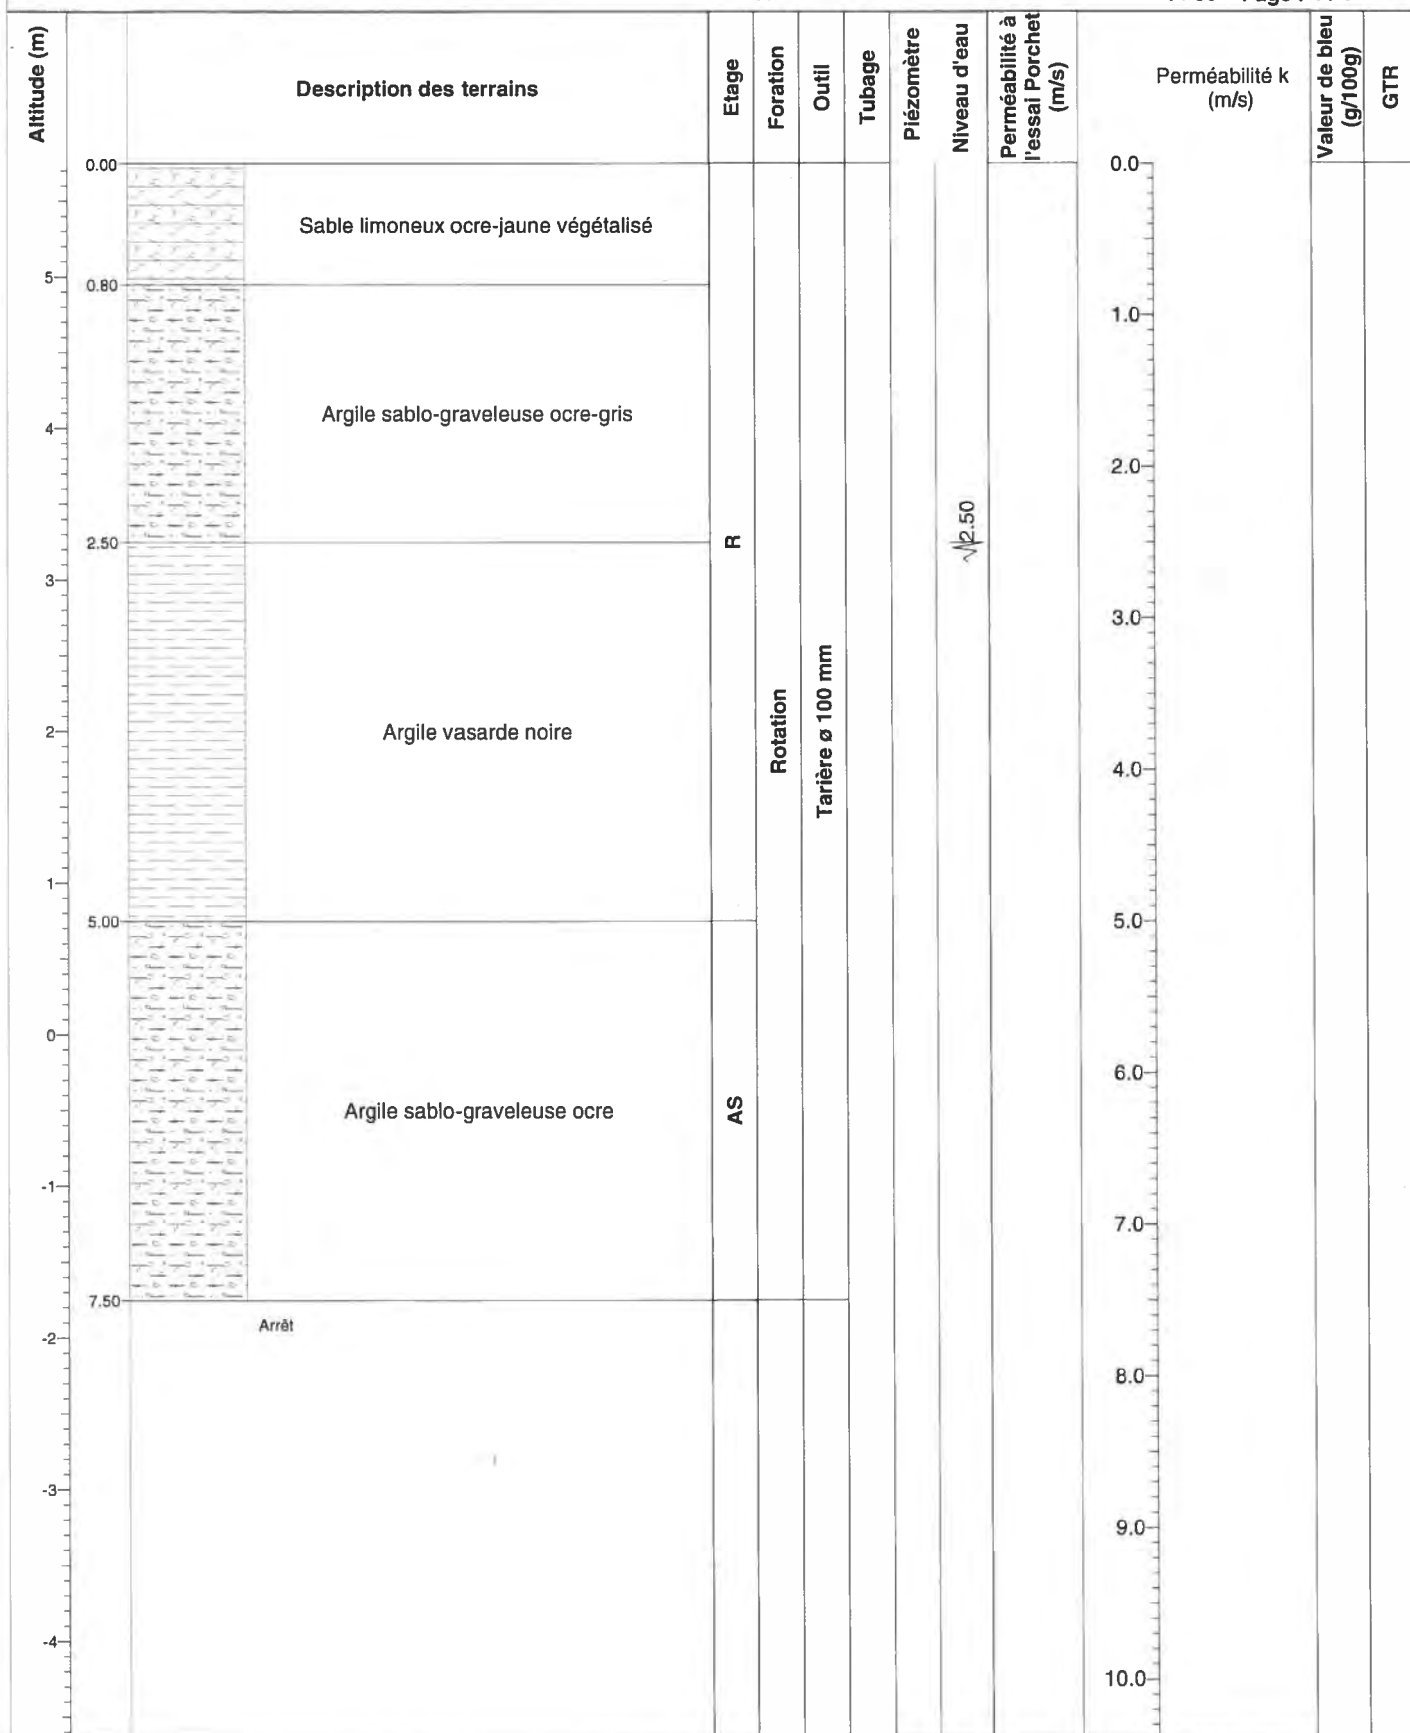 Altitude (m)
Description des terrains
Etage
Foration
Outil
Tubage
Piézomètre
Niveau d'eau
Perméabilité à
l'essai Porchet
(m/s)
Perméabilité k
(m/s)
Valeur de bleu
(g/100g)
GTR
0.00
0.0
Sable limoneux ocre-jaune végétalisé
5
0.80
1.0
Argile sablo-graveleuse ocre-gris
4
2.0
2.50
R
2.50
3
3.0
Argile vasarde noire
2
Rotation
Tarière ø 100 mm
4.0
1
5.00
5.0
0
6.0
Argile sablo-graveleuse ocre
AS
-1
7.0
7.50
Arrêt
-2
8.0
-3
9.0
-4
10.0